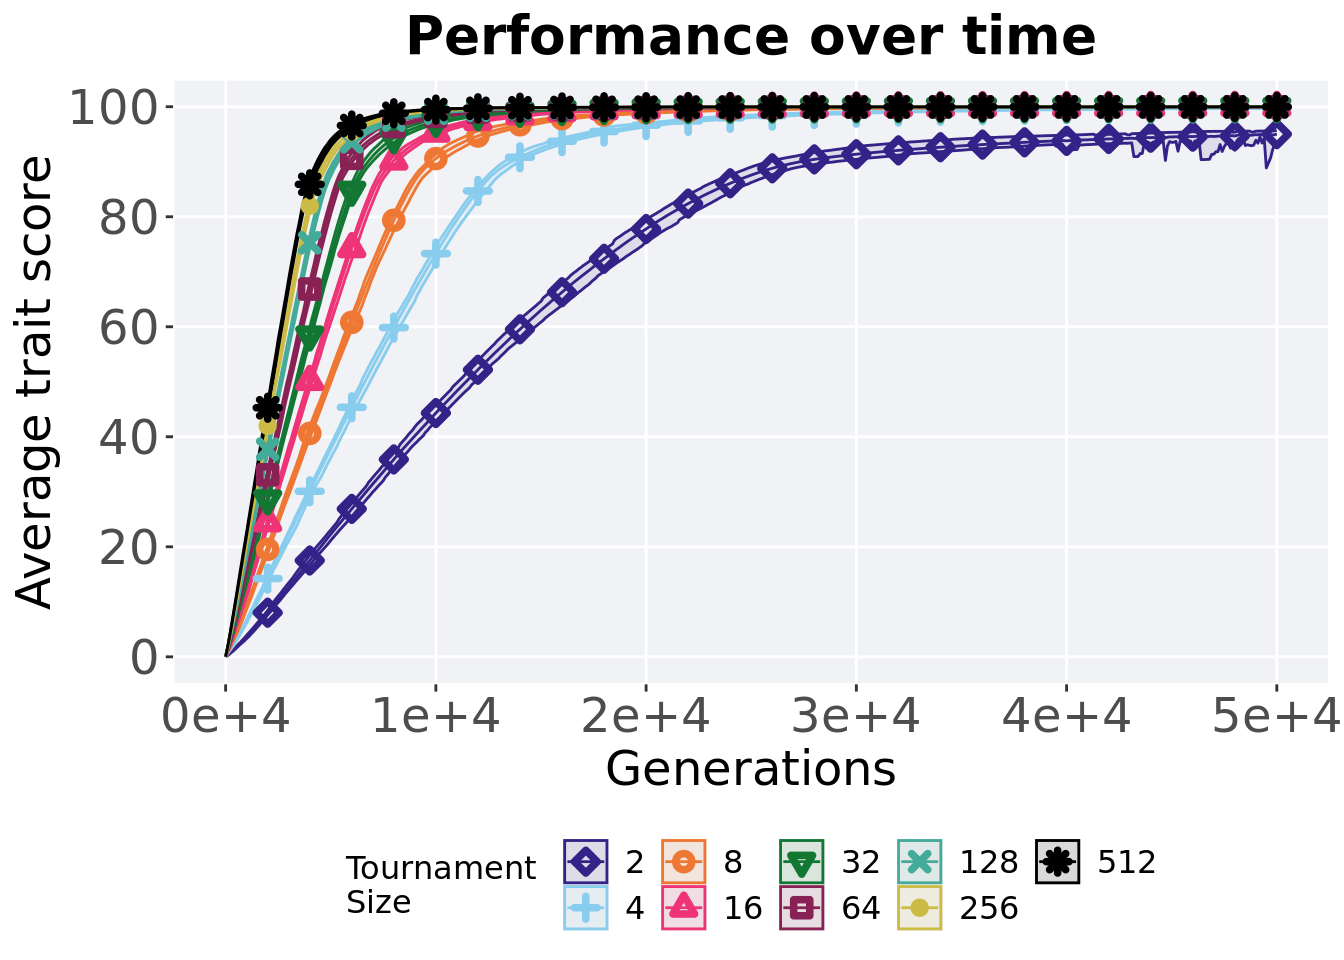 Performance over time
Average trait score
100
80
60
40
20
0
0e+4 1e+4 2e+4 3e+4 4e+4 5e+4
Generations
Tournament
Size
2 8 32 128 512
4 16 64 256